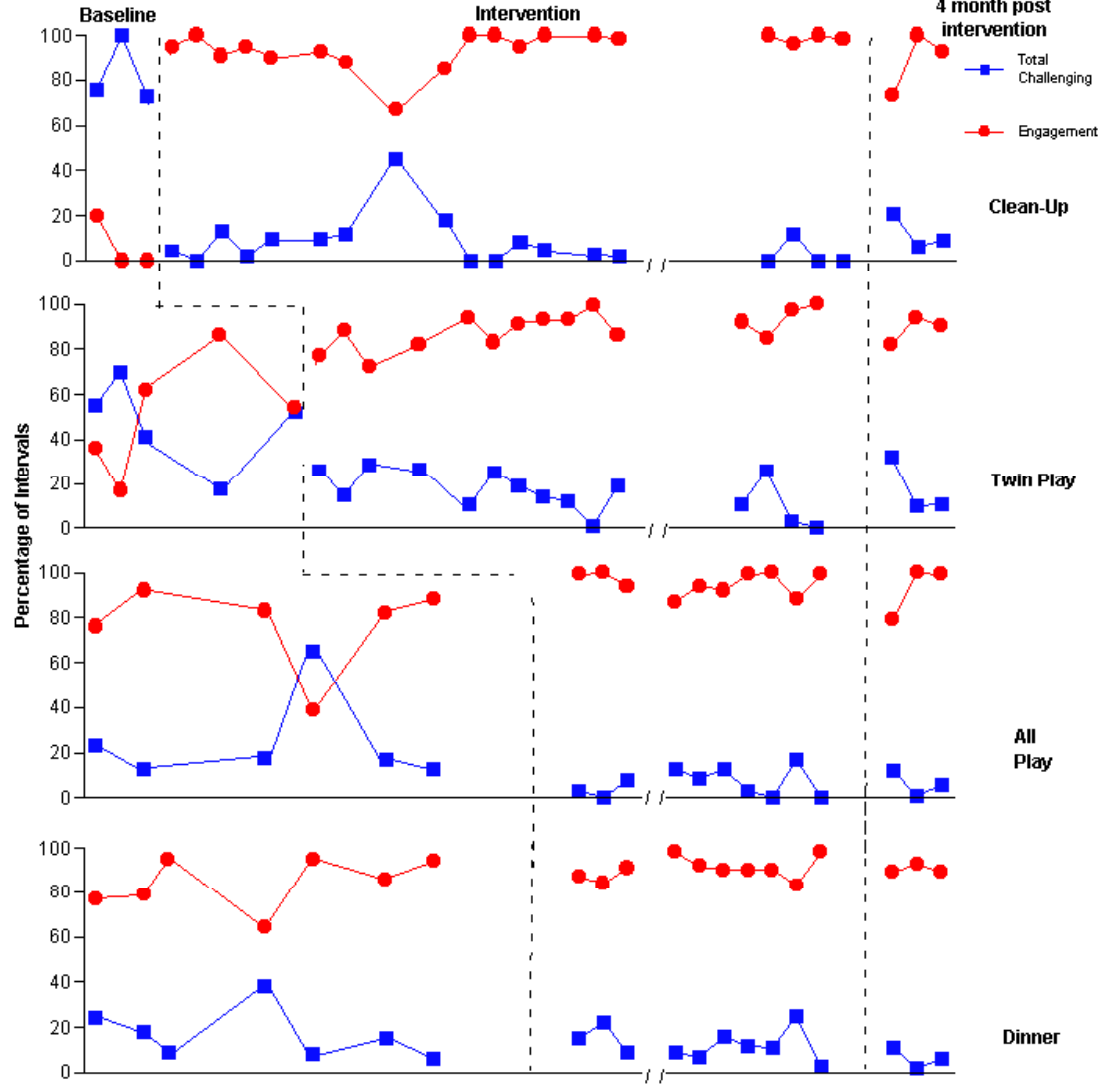 Baseline
Intervention
4 month post
intervention
Total
Challenging
Engagement
100
80
60
40
20
0
Clean-Up
100
80
60
40
20
0
Twin Play
Percentage of Intervals
100
80
60
40
20
0
All
Play
100
80
60
40
20
0
Dinner